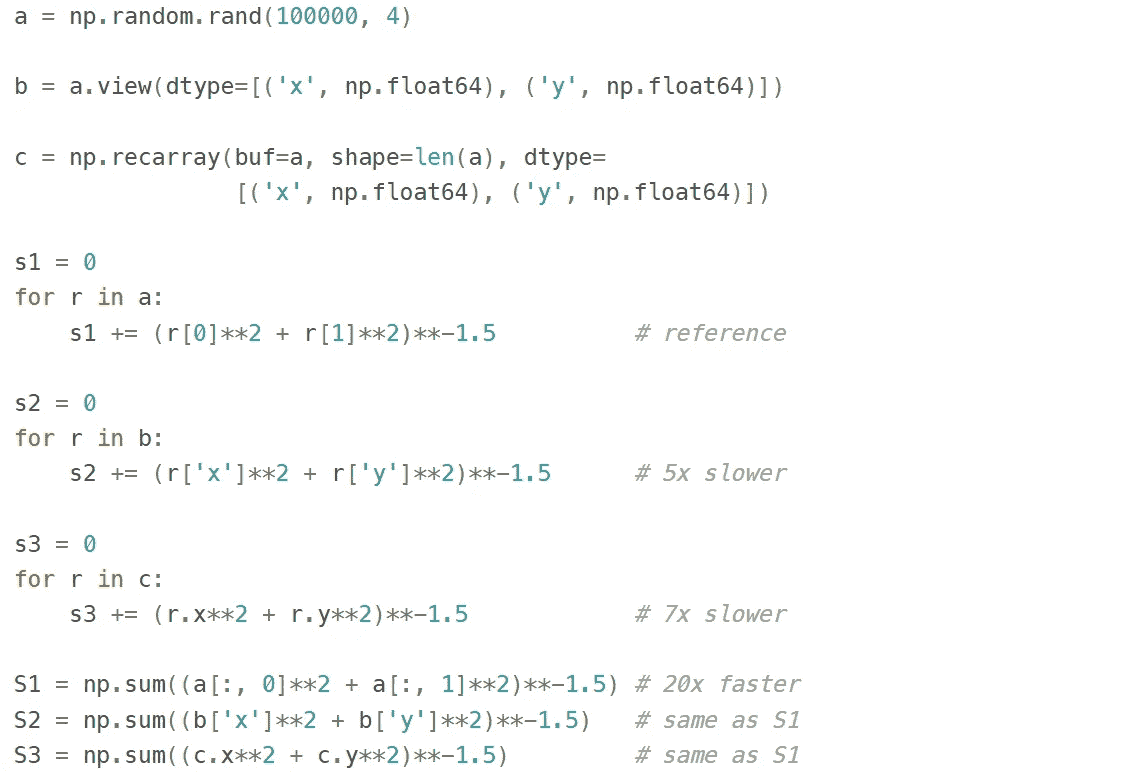 a = np.random.rand(100000, 4)
b = a.view(dtype=[('x', np.float64), ('y', np.float64)])
c = np.recarray(buf=a, shape=len(a), dtype=
                [('x', np.float64), ('y', np.float64)])
s1 = 0
for r in a:
    s1 += (r[0]**2 + r[1]**2)**-1.5          # reference
s2 = 0
for r in b:
    s2 += (r['x']**2 + r['y']**2)**-1.5      # 5x slower
s3 = 0
for r in c:
    s3 += (r.x**2 + r.y**2)**-1.5            # 7x slower
S1 = np.sum((a[:, 0]**2 + a[:, 1]**2)**-1.5) # 20x faster
S2 = np.sum((b['x']**2 + b['y']**2)**-1.5)   # same as S1
S3 = np.sum((c.x**2 + c.y**2)**-1.5)         # same as S1